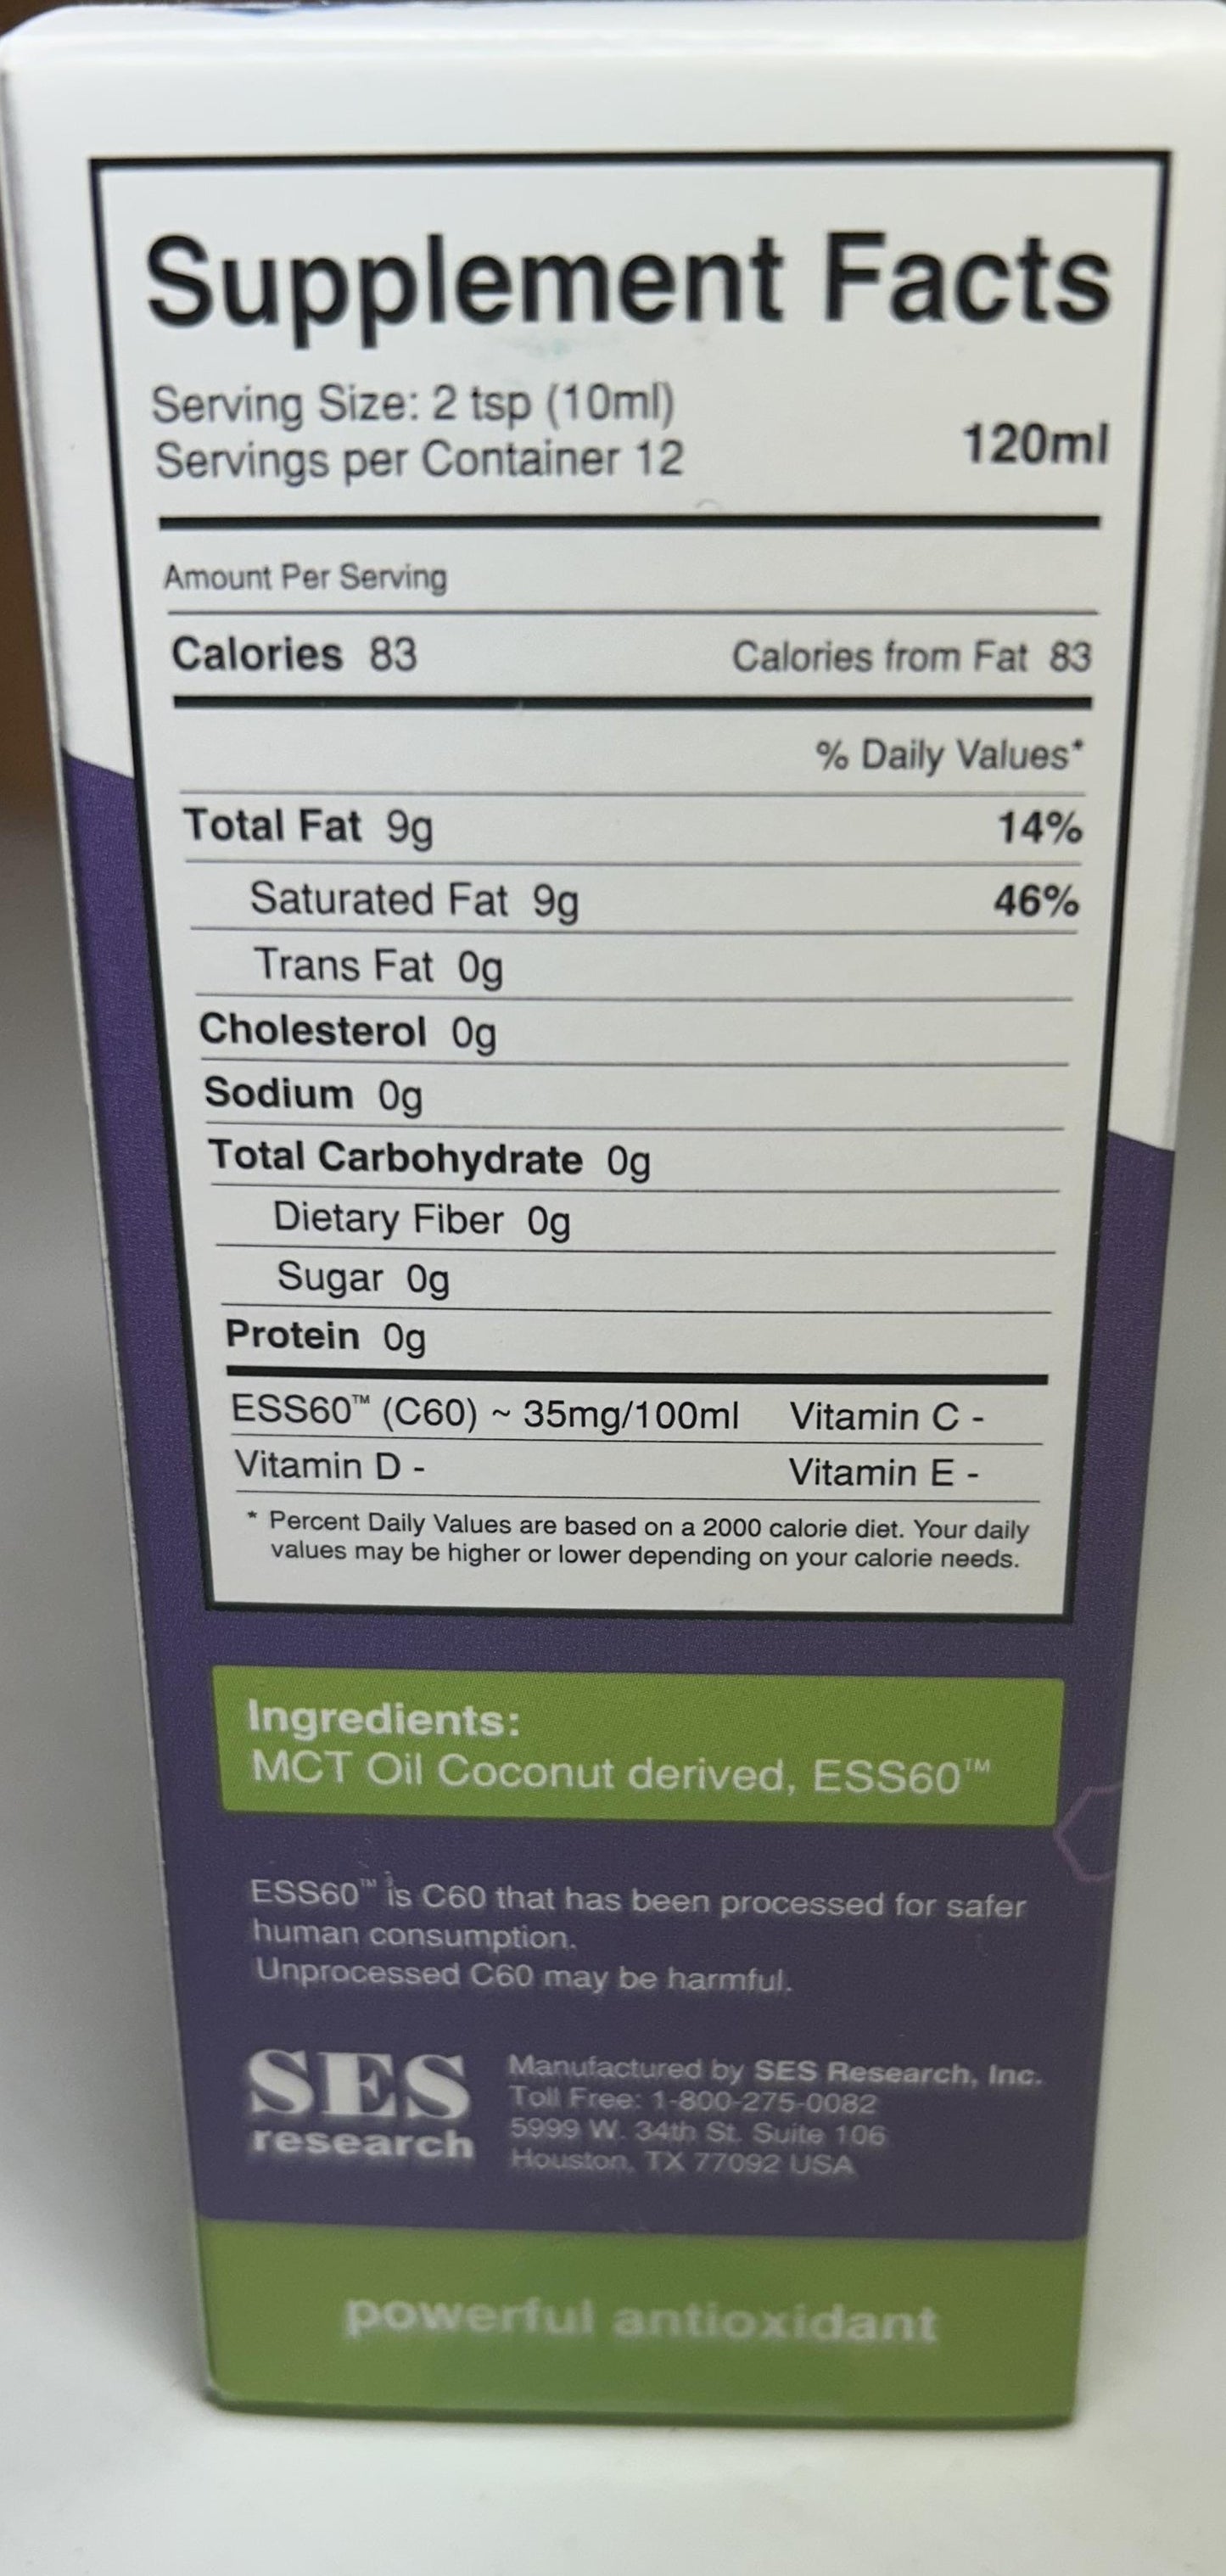 Supplement Facts
Serving Size: 2 tsp (10ml)
Servings per Container 12
120ml
Amount Per Serving
Calories 83 Calories from Fat 83
% Daily Values*
Total Fat 9g 14%
Saturated Fat 9g 46%
Trans Fat 0g
Cholesterol 0g
Sodium 0g
Total Carbohydrate 0g
Dietary Fiber 0g
Sugar 0g
Protein 0g
ESS60™ (C60) ~ 35mg/100ml Vitamin C -
Vitamin D - Vitamin E -
* Percent Daily Values are based on a 2000 calorie diet. Your daily
values may be higher or lower depending on your calorie needs.
Ingredients:
MCT Oil Coconut derived, ESS60™
ESS60™ is C60 that has been processed for safer
human consumption.
Unprocessed C60 may be harmful.
SES
research
Manufactured by SES Research, Inc.
Toll Free: 1-800-275-0082
5999 W. 34th St. Suite 106
Houston, TX 77092 USA
powerful antioxidant